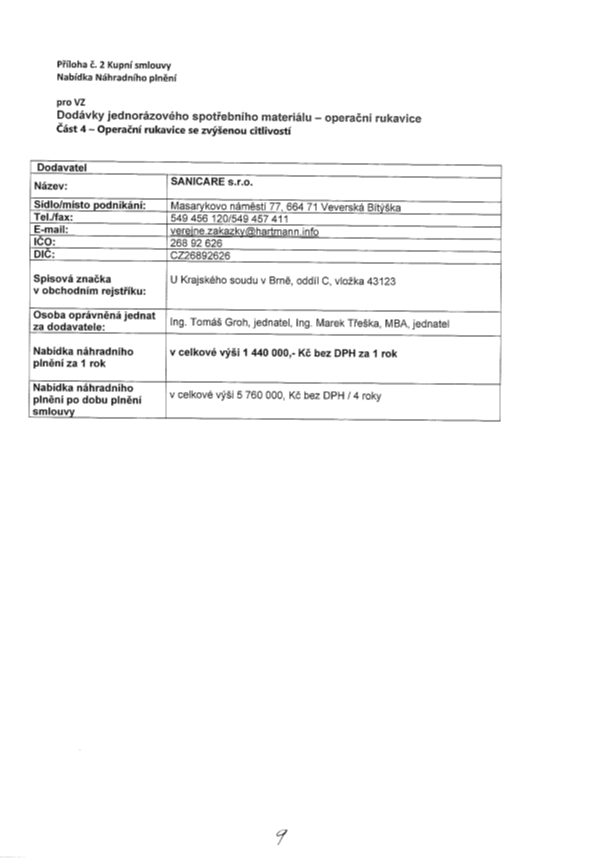 Příloha č. 2 Kupní smlouvy
Nabídka Náhradního plnění
pro VZ
Dodávky jednorázového spotřebního materiálu – operační rukavice
Část 4 – Operační rukavice se zvýšenou citlivostí
Dodavatel
Název: SANICARE s.r.o.
Sídlo/místo podnikání: Masarykovo náměstí 77, 664 71 Veverská Bítýška
Tel./fax: 549 456 120/549 457 411
E-mail: verejne.zakazky@hartmann.info
IČO: 268 92 626
DIČ: CZ26892626
Spisová značka
v obchodním rejstříku: U Krajského soudu v Brně, oddíl C, vložka 43123
Osoba oprávněná jednat
za dodavatele: Ing. Tomáš Groh, jednatel, Ing. Marek Třeška, MBA, jednatel
Nabídka náhradního
plnění za 1 rok v celkové výši 1 440 000,- Kč bez DPH za 1 rok
Nabídka náhradního
plnění po dobu plnění
smlouvy v celkové výši 5 760 000, Kč bez DPH / 4 roky
9